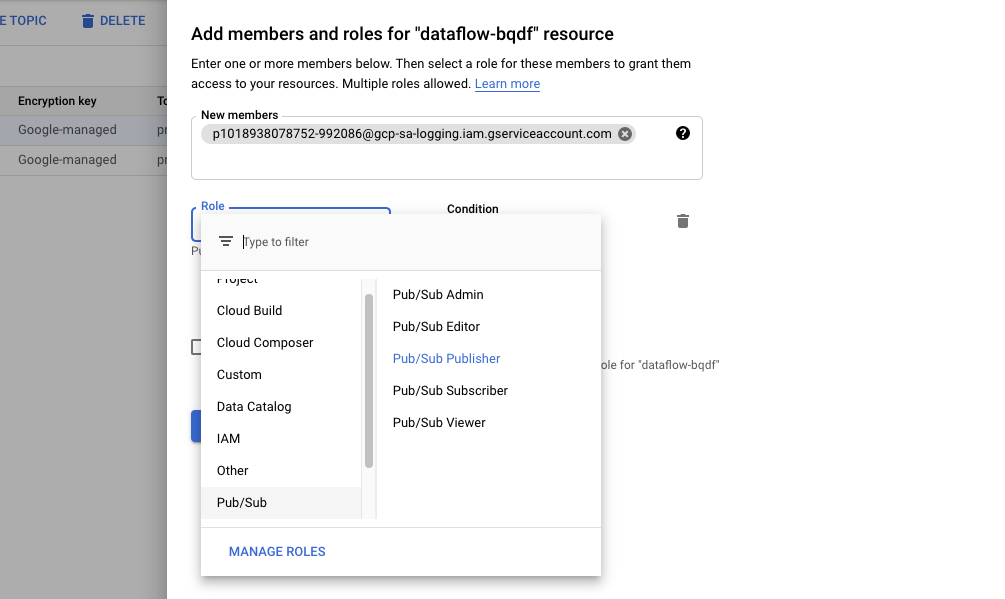 E TOPIC
DELETE
Encryption key
Google-managed
Google-managed
Add members and roles for "dataflow-bqdf" resource
Enter one or more members below. Then select a role for these members to grant them
access to your resources. Multiple roles allowed. Learn more
New members
p1018938078752-992086@gcp-sa-logging.iam.gserviceaccount.com
Role
Condition
Type to filter
Project
Cloud Build
Cloud Composer
Custom
Data Catalog
IAM
Other
Pub/Sub
Pub/Sub Admin
Pub/Sub Editor
Pub/Sub Publisher
Pub/Sub Subscriber
Pub/Sub Viewer
ole for "dataflow-bqdf"
MANAGE ROLES